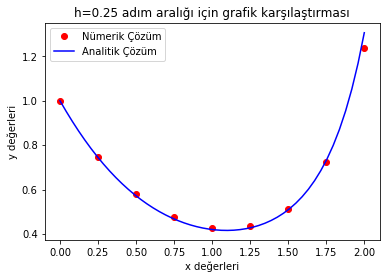 h=0.25 adım aralığı için grafik karşılaştırması
Nümerik Çözüm
Analitik Çözüm
y değerleri
1.2
1.0
0.8
0.6
0.4
0.00 0.25 0.50 0.75 1.00 1.25 1.50 1.75 2.00
x değerleri